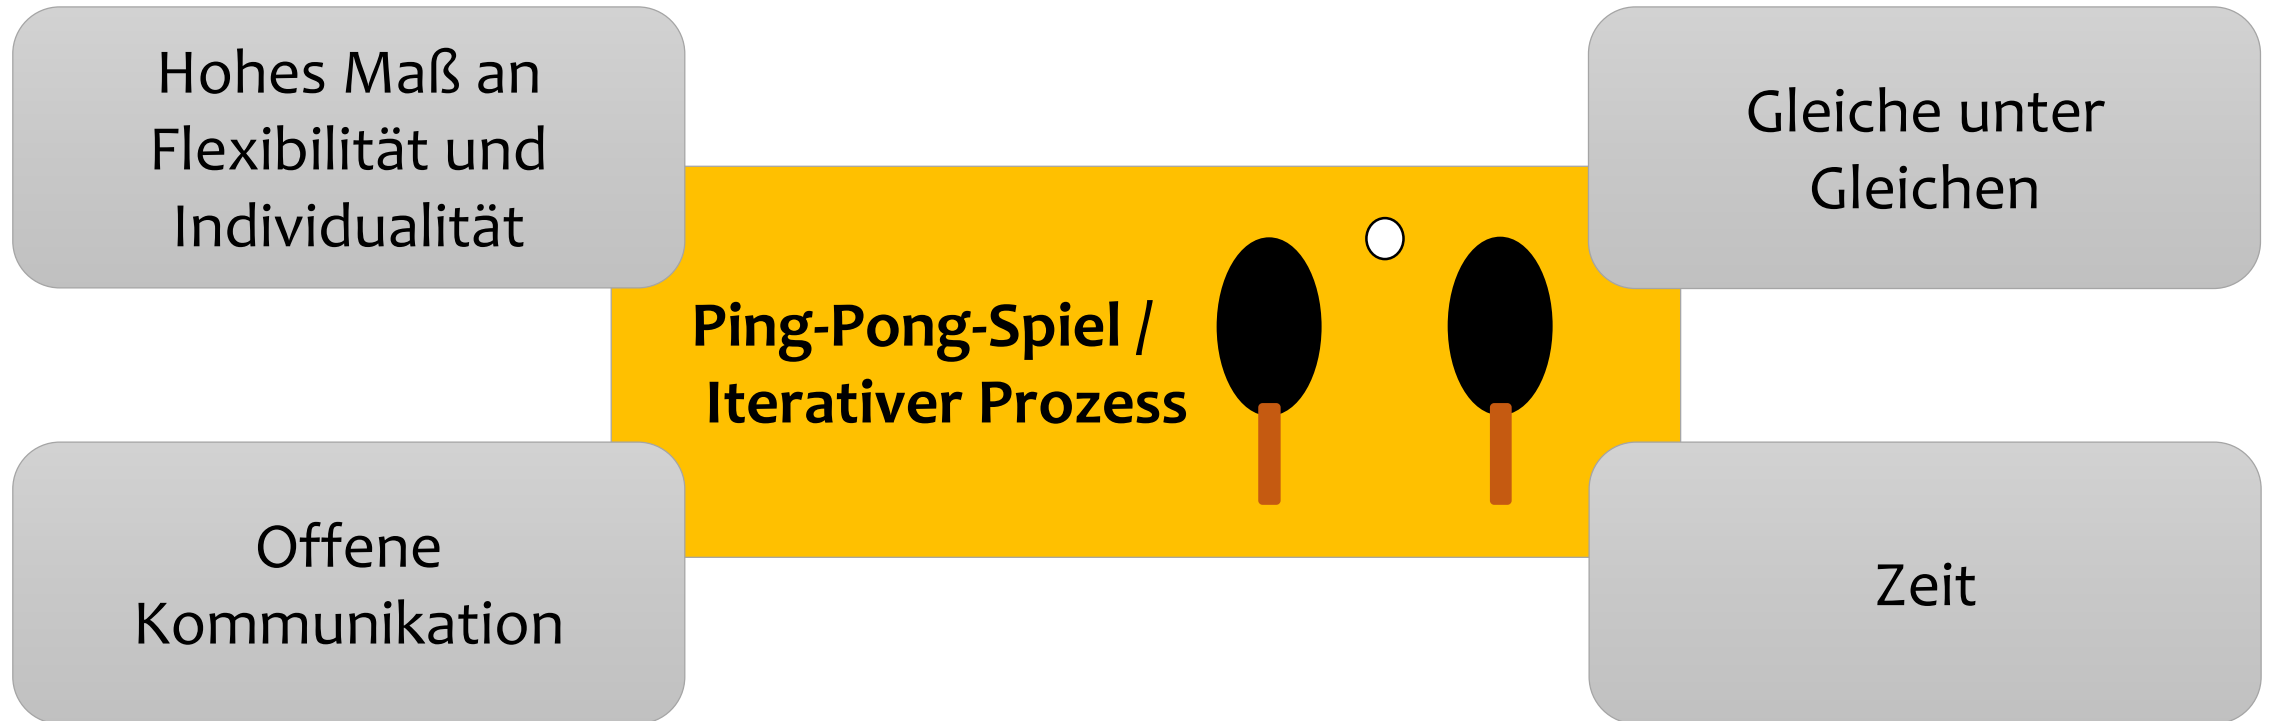 Hohes Maß an
Flexibilität und
Individualität
Gleiche unter
Gleichen
Ping-Pong-Spiel /
Iterativer Prozess
Offene
Kommunikation
Zeit